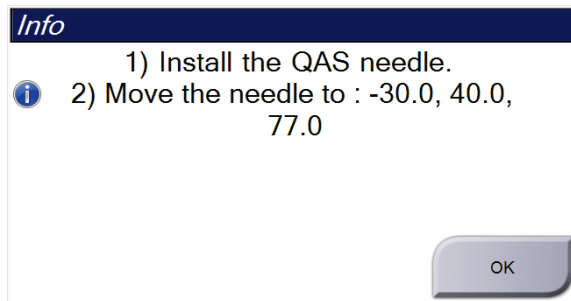 Info
1) Install the QAS needle.
2) Move the needle to : -30.0, 40.0,
77.0
OK